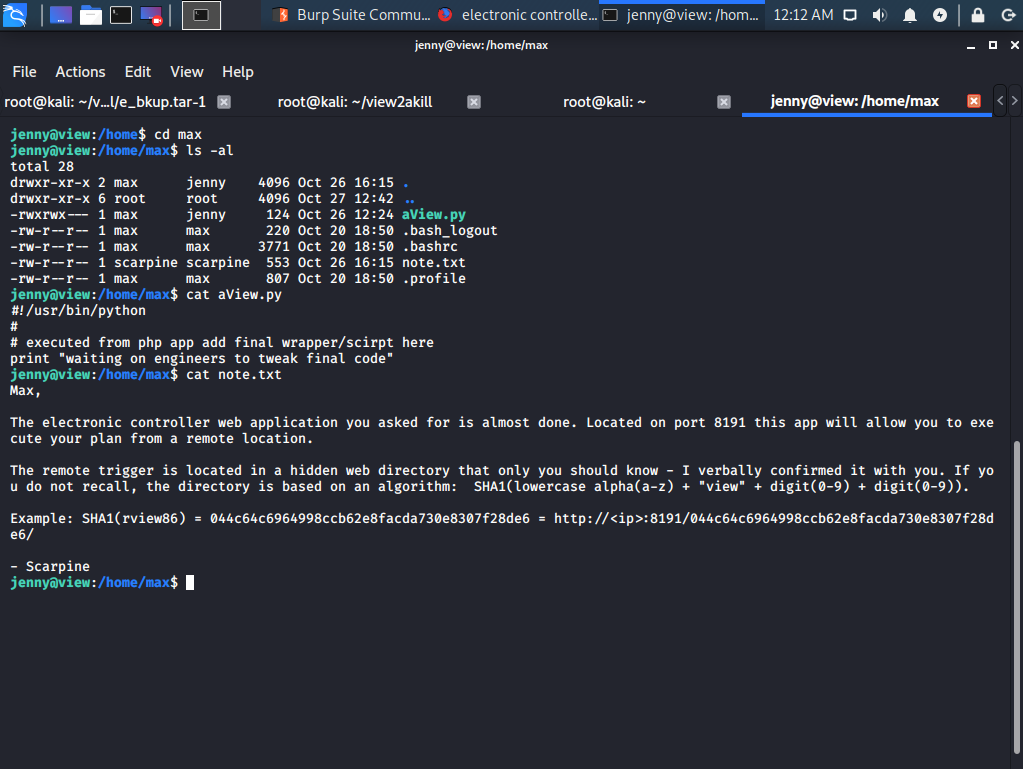 Burp Suite Commu...
electronic controlle...
jenny@view: /hom...
12:12 AM
jenny@view: /home/max
File Actions Edit View Help
root@kali: ~/v...l/e_bkup.tar-1
root@kali: ~/view2akill
root@kali: ~
jenny@view: /home/max
jenny@view:/home$ cd max
jenny@view:/home/max$ ls -al
total 28
drwxr-xr-x 2 max      jenny    4096 Oct 26 16:15 .
drwxr-xr-x 6 root     root     4096 Oct 27 12:42 ..
-rwxrwx--- 1 max      jenny     124 Oct 26 12:24 aView.py
-rw-r--r-- 1 max      max       220 Oct 20 18:50 .bash_logout
-rw-r--r-- 1 max      max      3771 Oct 20 18:50 .bashrc
-rw-r--r-- 1 scarpine scarpine  553 Oct 26 16:15 note.txt
-rw-r--r-- 1 max      max       807 Oct 20 18:50 .profile
jenny@view:/home/max$ cat aView.py
#!/usr/bin/python
#
# executed from php app add final wrapper/scirpt here
print "waiting on engineers to tweak final code"
jenny@view:/home/max$ cat note.txt
Max,
The electronic controller web application you asked for is almost done. Located on port 8191 this app will allow you to exe
cute your plan from a remote location.
The remote trigger is located in a hidden web directory that only you should know - I verbally confirmed it with you. If yo
u do not recall, the directory is based on an algorithm:  SHA1(lowercase alpha(a-z) + "view" + digit(0-9) + digit(0-9)).
Example: SHA1(rview86) = 044c64c6964998ccb62e8facda730e8307f28de6 = http://<ip>:8191/044c64c6964998ccb62e8facda730e8307f28d
e6/
- Scarpine
jenny@view:/home/max$